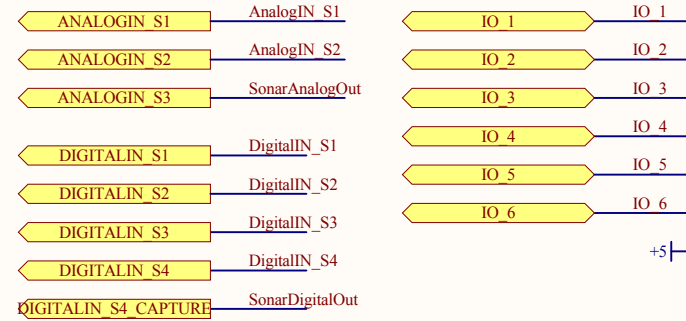 ANALOGIN_S1 AnalogIN_S1
ANALOGIN_S2 AnalogIN_S2
ANALOGIN_S3 SonarAnalogOut
DIGITALIN_S1 DigitalIN_S1
DIGITALIN_S2 DigitalIN_S2
DIGITALIN_S3 DigitalIN_S3
DIGITALIN_S4 DigitalIN_S4
DIGITALIN_S4_CAPTURE SonarDigitalOut
IO_1 IO_1
IO_2 IO_2
IO_3 IO_3
IO_4 IO_4
IO_5 IO_5
IO_6 IO_6
+5